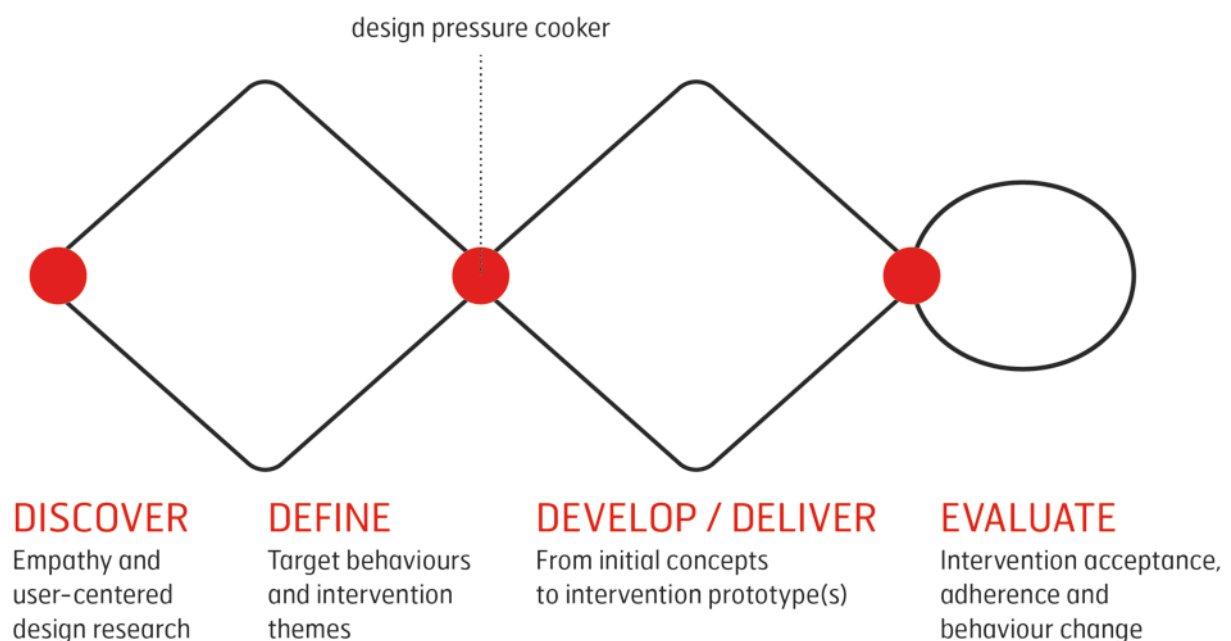 design pressure cooker
DISCOVER
Empathy and
user-centered
design research
DEFINE
Target behaviours
and intervention
themes
DEVELOP / DELIVER
From initial concepts
to intervention prototype(s)
EVALUATE
Intervention acceptance,
adherence and
behaviour change